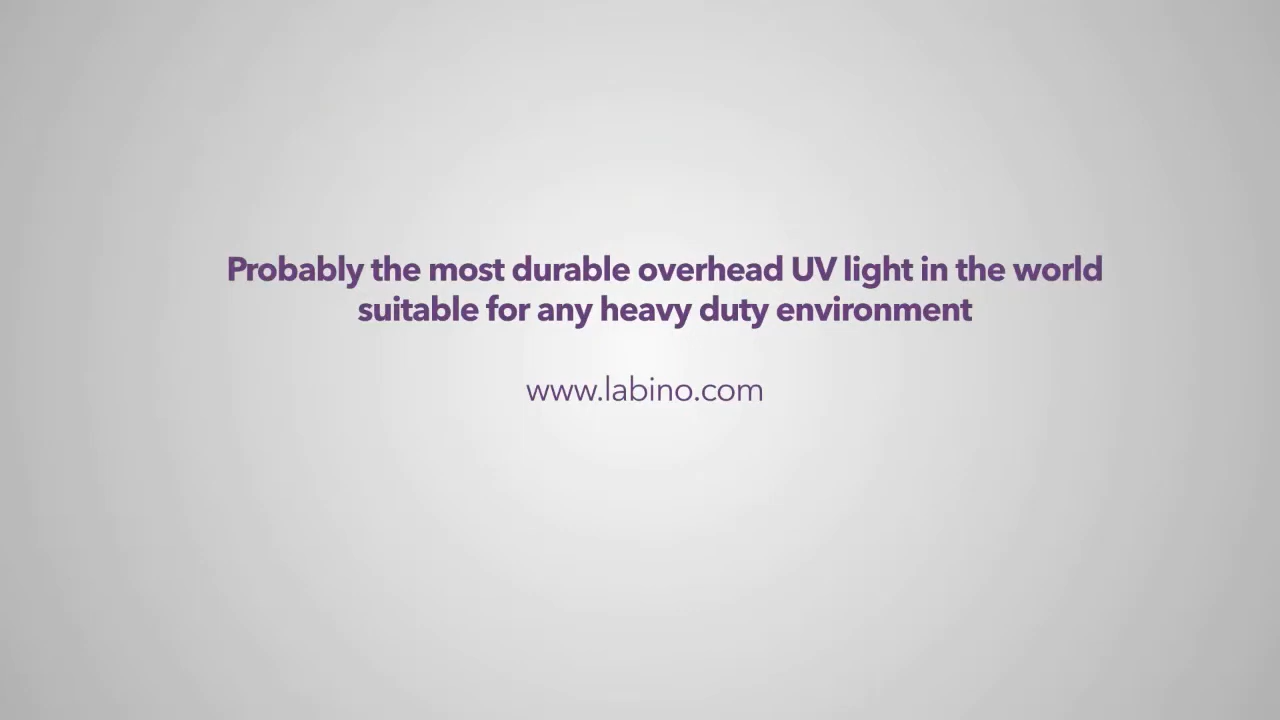 Probably the most durable overhead UV light in the world
suitable for any heavy duty environment
www.labino.com